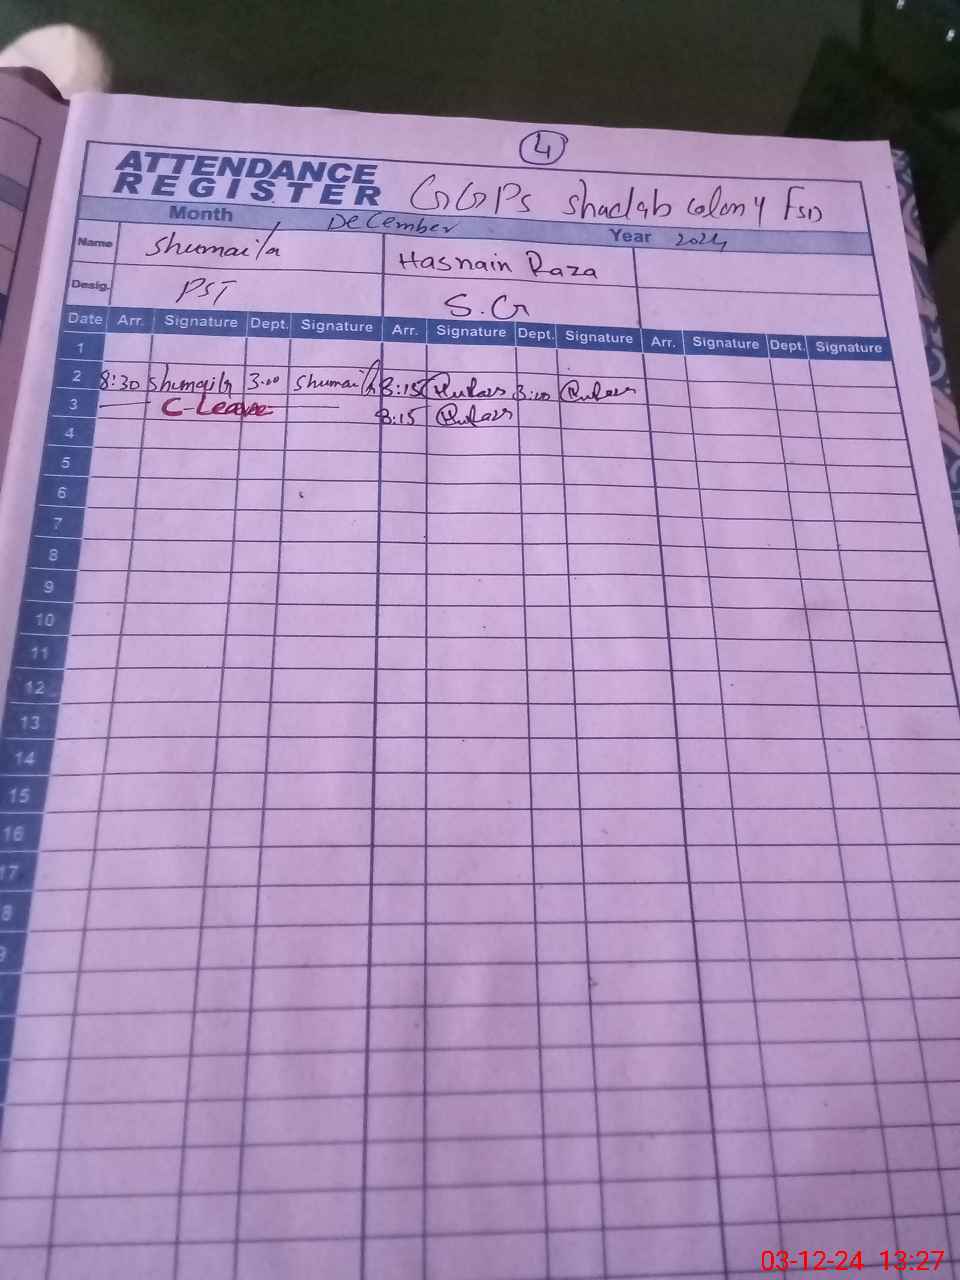 4
ATTENDANCE
REGISTER
GGPS Shadab Colony FSD
Month December Year 2024
Name Shumaila Hasnain Raza
Desig. PST S.G
Date Arr. Signature Dept. Signature Arr. Signature Dept. Signature Arr. Signature Dept. Signature
1
2 8:30 Shumaila 3:00 Shumaila 8:15 3:00
3 C-Leave 8:15
4
5
6
7
8
9
10
11
12
13
14
15
16
17
8
9
03-12-24 13:27